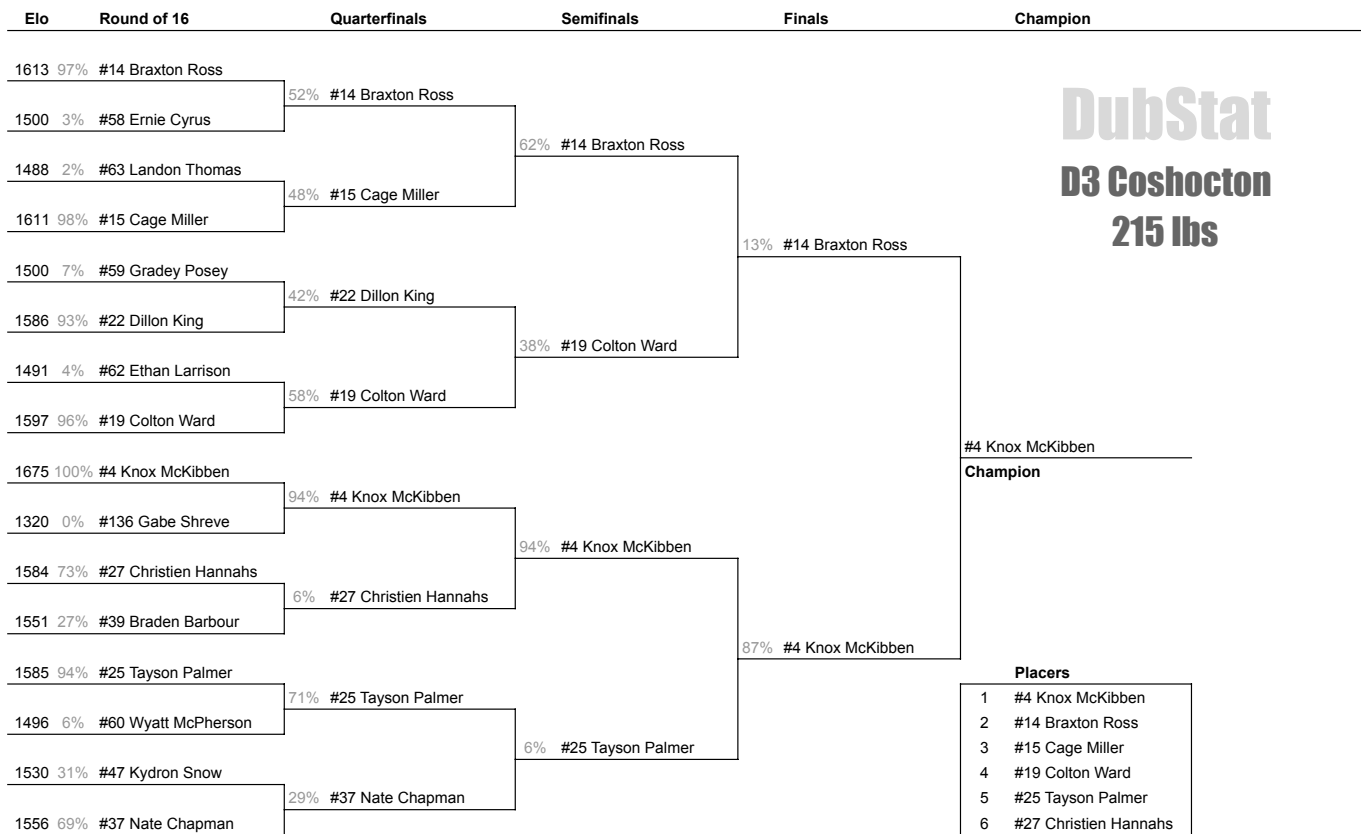 Elo Round of 16 Quarterfinals Semifinals Finals Champion
1613 97% #14 Braxton Ross
52% #14 Braxton Ross
1500 3% #58 Ernie Cyrus
62% #14 Braxton Ross
1488 2% #63 Landon Thomas
48% #15 Cage Miller
1611 98% #15 Cage Miller
13% #14 Braxton Ross
1500 7% #59 Gradey Posey
42% #22 Dillon King
1586 93% #22 Dillon King
38% #19 Colton Ward
1491 4% #62 Ethan Larrison
58% #19 Colton Ward
1597 96% #19 Colton Ward
#4 Knox McKibben
Champion
1675 100% #4 Knox McKibben
94% #4 Knox McKibben
1320 0% #136 Gabe Shreve
94% #4 Knox McKibben
1584 73% #27 Christien Hannahs
6% #27 Christien Hannahs
1551 27% #39 Braden Barbour
87% #4 Knox McKibben
1585 94% #25 Tayson Palmer
71% #25 Tayson Palmer
1496 6% #60 Wyatt McPherson
6% #25 Tayson Palmer
1530 31% #47 Kydron Snow
29% #37 Nate Chapman
1556 69% #37 Nate Chapman
DubStat
D3 Coshocton
215 lbs
Placers
1 #4 Knox McKibben
2 #14 Braxton Ross
3 #15 Cage Miller
4 #19 Colton Ward
5 #25 Tayson Palmer
6 #27 Christien Hannahs